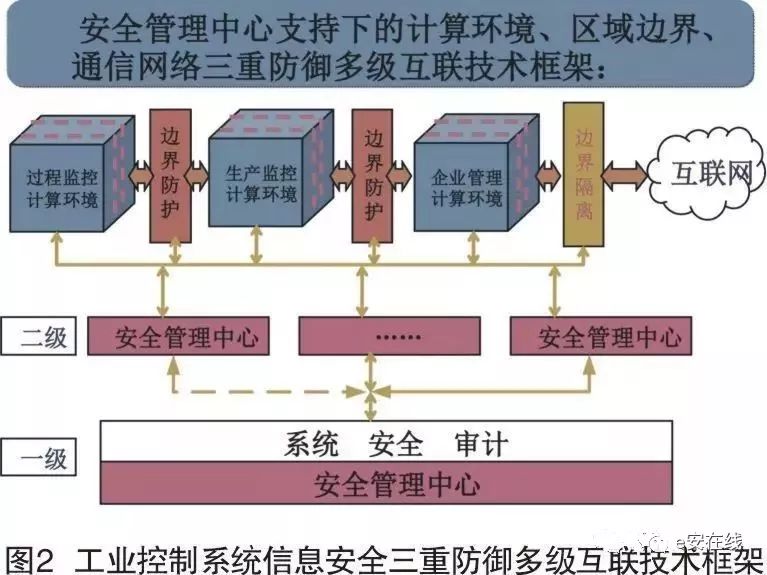 安全管理中心支持下的计算环境、区域边界、
通信网络三重防御多级互联技术框架：
过程监控
计算环境
边界防护
生产监控
计算环境
边界防护
企业管理
计算环境
边界隔离
互联网
二级
安全管理中心
······
安全管理中心
一级
系统 安全 审计
安全管理中心
e安在线
图2 工业控制系统信息安全三重防御多级互联技术框架